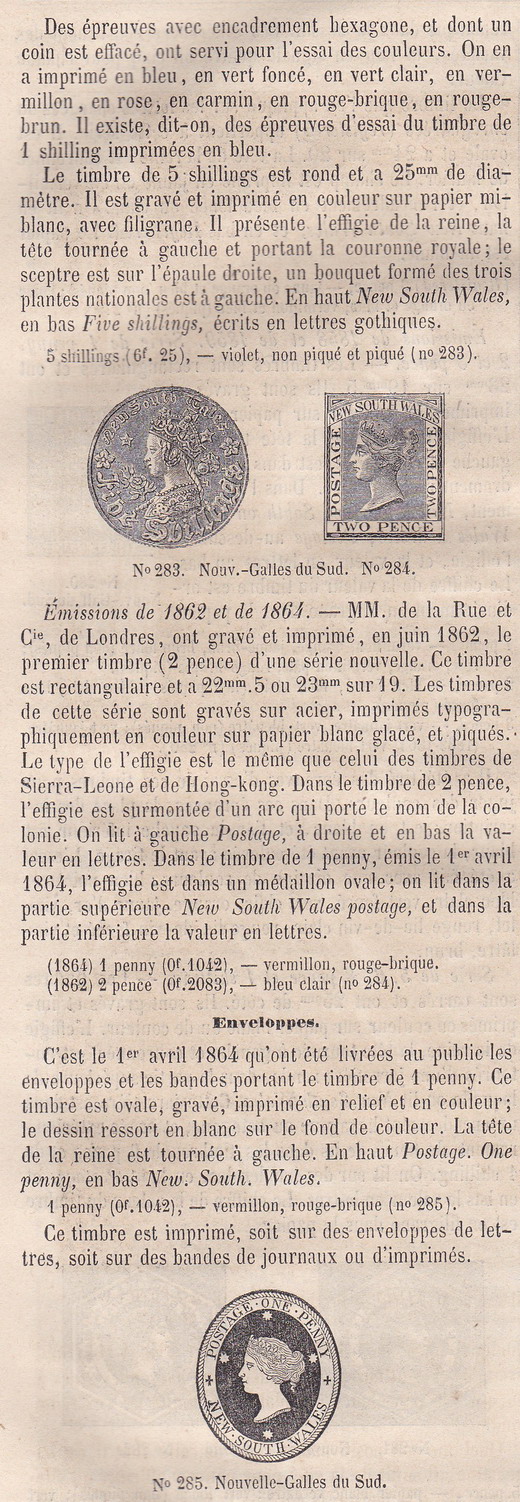 Des épreuves avec encadrement hexagone, et dont un
coin est effacé, ont servi pour l'essai des couleurs. On en
a imprimé en bleu, en vert foncé, en vert clair, en ver-
millon, en rose, en carmin, en rouge-brique, en rouge-
brun. Il existe, dit-on, des épreuves d'essai du timbre de
1 shilling imprimées en bleu.
Le timbre de 5 shillings est rond et a 25mm de dia-
mètre. Il est gravé et imprimé en couleur sur papier mi-
blanc, avec filigrane. Il présente l'effigie de la reine, la
tête tournée à gauche et portant la couronne royale; le
sceptre est sur l'épaule droite, un bouquet formé des trois
plantes nationales est à gauche. En haut New South Wales,
en bas Five shillings, écrits en lettres gothiques.
5 shillings (6f. 25), — violet, non piqué et piqué (no 283).
New South Wales
Five Shillings
NEW SOUTH WALES
POSTAGE
TWO PENCE
TWO PENCE
No 283. Nouv.-Galles du Sud. No 284.
Émissions de 1862 et de 1864. — MM. de la Rue et
Cie, de Londres, ont gravé et imprimé, en juin 1862, le
premier timbre (2 pence) d'une série nouvelle. Ce timbre
est rectangulaire et a 22mm.5 ou 23mm sur 19. Les timbres
de cette série sont gravés sur acier, imprimés typogra-
phiquement en couleur sur papier blanc glacé, et piqués.
Le type de l'effigie est le même que celui des timbres de
Sierra-Leone et de Hong-kong. Dans le timbre de 2 pence,
l'effigie est surmontée d'un arc qui porte le nom de la co-
lonie. On lit à gauche Postage, à droite et en bas la va-
leur en lettres. Dans le timbre de 1 penny, émis le 1er avril
1864, l'effigie est dans un médaillon ovale; on lit dans la
partie supérieure New South Wales postage, et dans la
partie inférieure la valeur en lettres.
(1864) 1 penny (0f.1042), — vermillon, rouge-brique.
(1862) 2 pence (0f.2083), — bleu clair (no 284).
Enveloppes.
C'est le 1er avril 1864 qu'ont été livrées au public les
enveloppes et les bandes portant le timbre de 1 penny. Ce
timbre est ovale, gravé, imprimé en relief et en couleur;
le dessin ressort en blanc sur le fond de couleur. La tête
de la reine est tournée à gauche. En haut Postage. One
penny, en bas New. South. Wales.
1 penny (0f.1042), — vermillon, rouge-brique (no 285).
Ce timbre est imprimé, soit sur des enveloppes de let-
tres, soit sur des bandes de journaux ou d'imprimés.
POSTAGE·ONE·PENNY
NEW·SOUTH·WALES
No 285. Nouvelle-Galles du Sud.